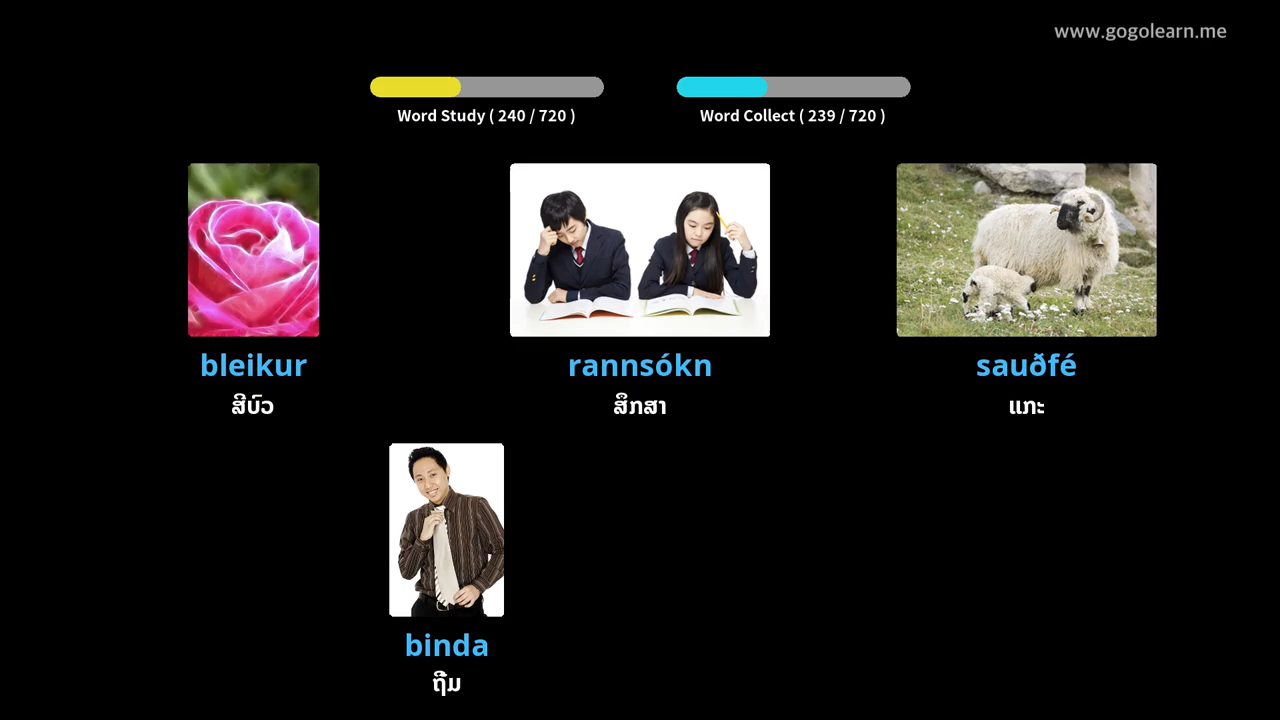 www.gogolearn.me
Word Study ( 240 / 720 )
Word Collect ( 239 / 720 )
bleikur
ສີບົວ
rannsókn
ສຶກສາ
sauðfé
ແກະ
binda
ຖີ່ມ